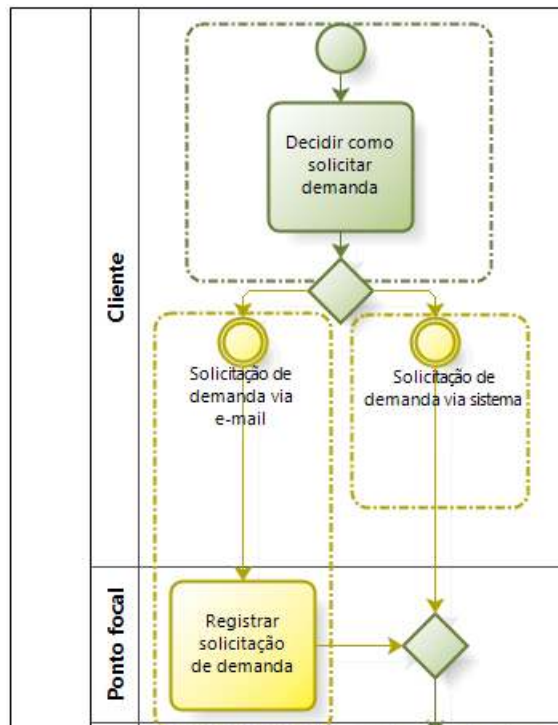 Cliente
Decidir como
solicitar
demanda
Solicitação de
demanda via
e-mail
Solicitação de
demanda via sistema
Ponto focal
Registrar
solicitação
de demanda